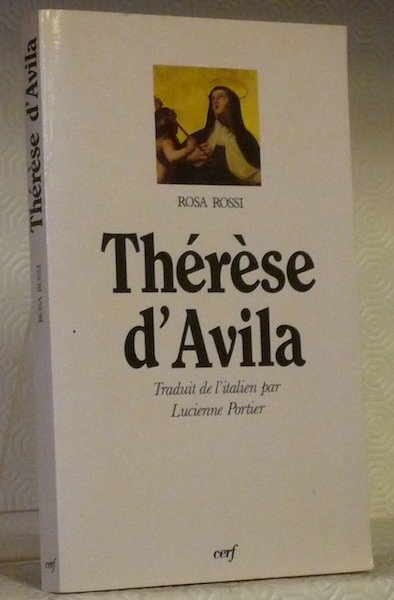 ROSA ROSSI
Thérèse
d'Avila
Traduit de l'italien par
Lucienne Portier
cerf
Thérèse d'Avila
ROSA ROSSI
cerf